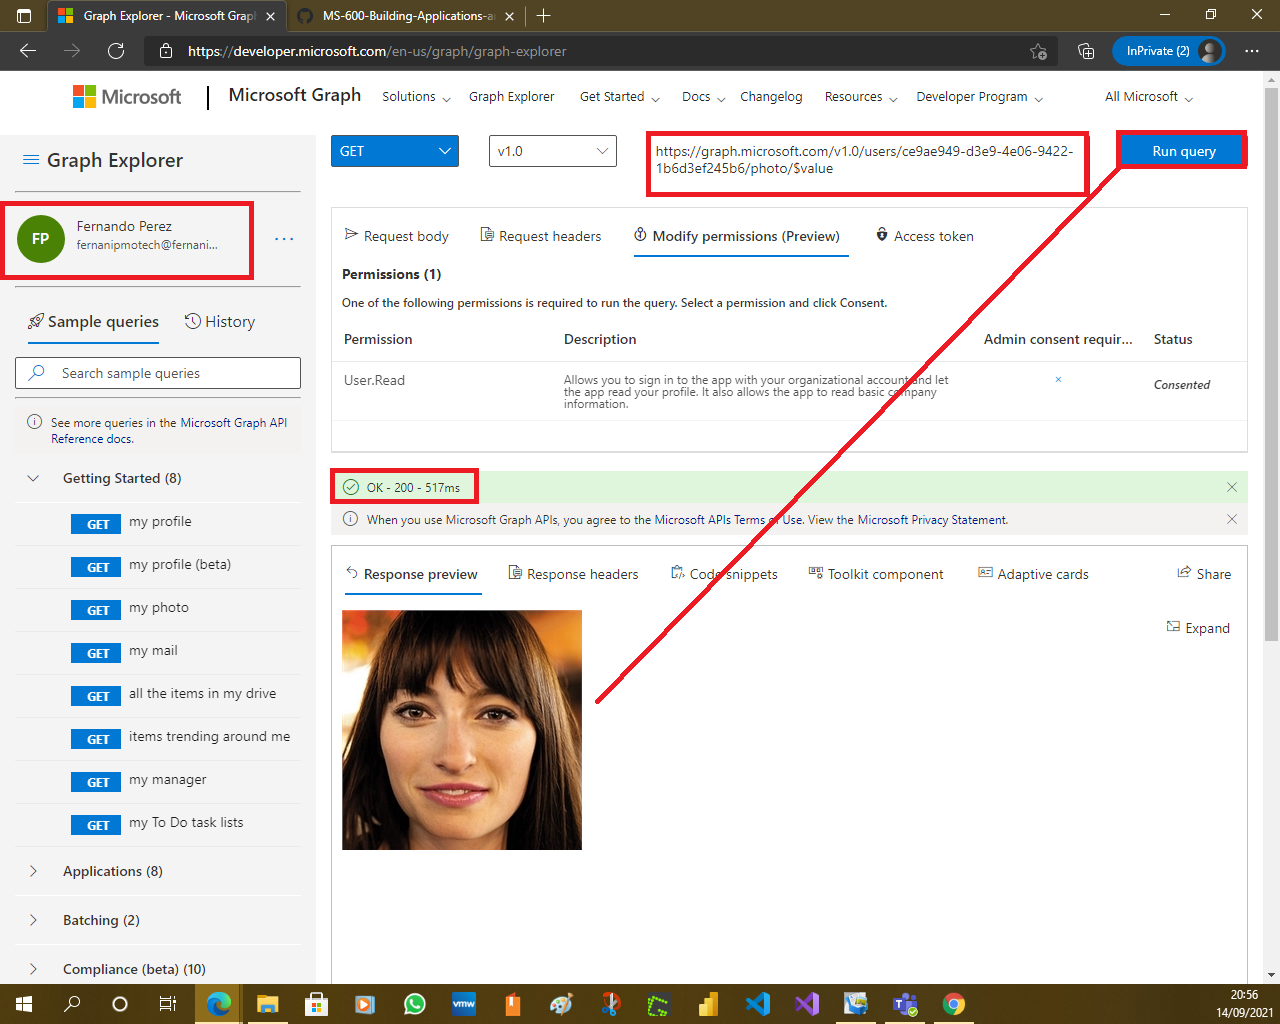 Graph Explorer - Microsoft Grap
MS-600-Building-Applications-a
https://developer.microsoft.com/en-us/graph/graph-explorer
InPrivate (2)
Microsoft
Microsoft Graph
Solutions
Graph Explorer
Get Started
Docs
Changelog
Resources
Developer Program
All Microsoft
Graph Explorer
GET
v1.0
https://graph.microsoft.com/v1.0/users/ce9ae949-d3e9-4e06-9422-
1b6d3ef245b6/photo/$value
Run query
FP
Fernando Perez
fernanipmotech@fernani...
...
Sample queries
History
Search sample queries
See more queries in the Microsoft Graph API
Reference docs.
Getting Started (8)
GET my profile
GET my profile (beta)
GET my photo
GET my mail
GET all the items in my drive
GET items trending around me
GET my manager
GET my To Do task lists
Applications (8)
Batching (2)
Compliance (beta) (10)
Request body
Request headers
Modify permissions (Preview)
Access token
Permissions (1)
One of the following permissions is required to run the query. Select a permission and click Consent.
Permission
Description
Admin consent requir...
Status
User.Read
Allows you to sign in to the app with your organizational account and let
the app read your profile. It also allows the app to read basic company
information.
Consented
OK - 200 - 517ms
When you use Microsoft Graph APIs, you agree to the Microsoft APIs Terms of Use. View the Microsoft Privacy Statement.
Response preview
Response headers
Code snippets
Toolkit component
Adaptive cards
Share
Expand
vmw
20:56
14/09/2021